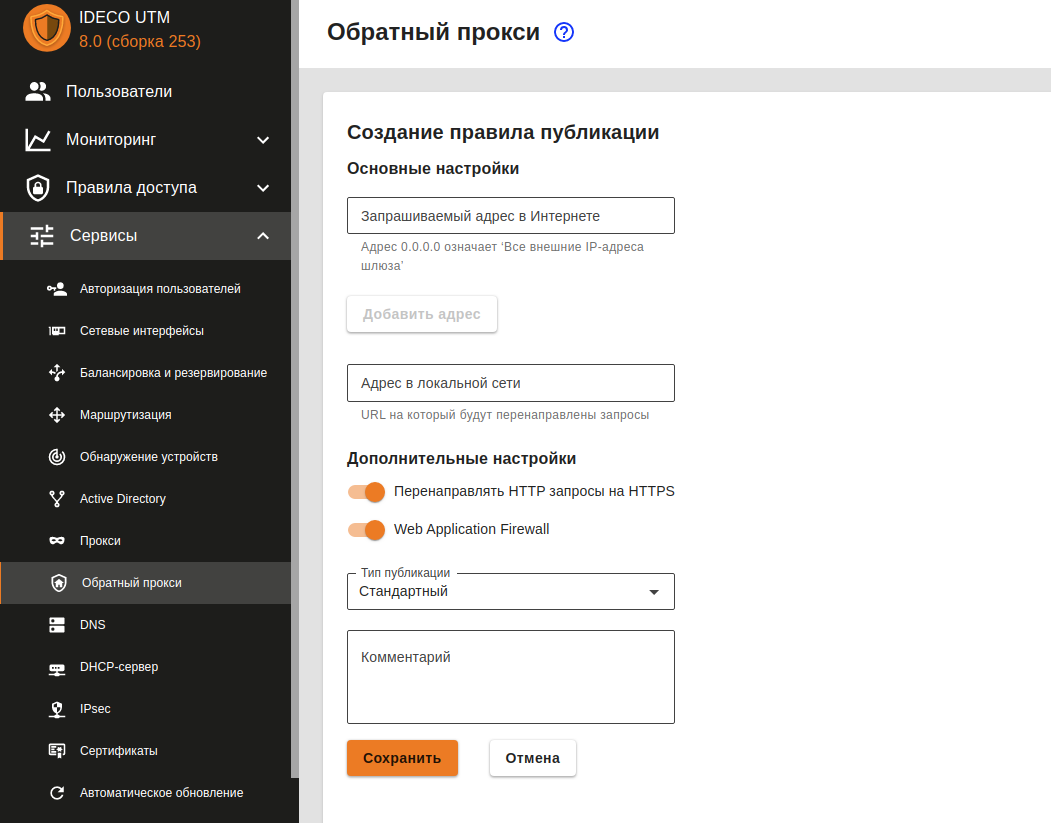 IDECO UTM
8.0 (сборка 253)
Пользователи
Мониторинг
Правила доступа
Сервисы
Авторизация пользователей
Сетевые интерфейсы
Балансировка и резервирование
Маршрутизация
Обнаружение устройств
Active Directory
Прокси
Обратный прокси
DNS
DHCP-сервер
IPsec
Сертификаты
Автоматическое обновление
Обратный прокси
Создание правила публикации
Основные настройки
Запрашиваемый адрес в Интернете
Адрес 0.0.0.0 означает ‘Все внешние IP-адреса
шлюза’
Добавить адрес
Адрес в локальной сети
URL на который будут перенаправлены запросы
Дополнительные настройки
Перенаправлять HTTP запросы на HTTPS
Web Application Firewall
Тип публикации
Стандартный
Комментарий
Сохранить
Отмена